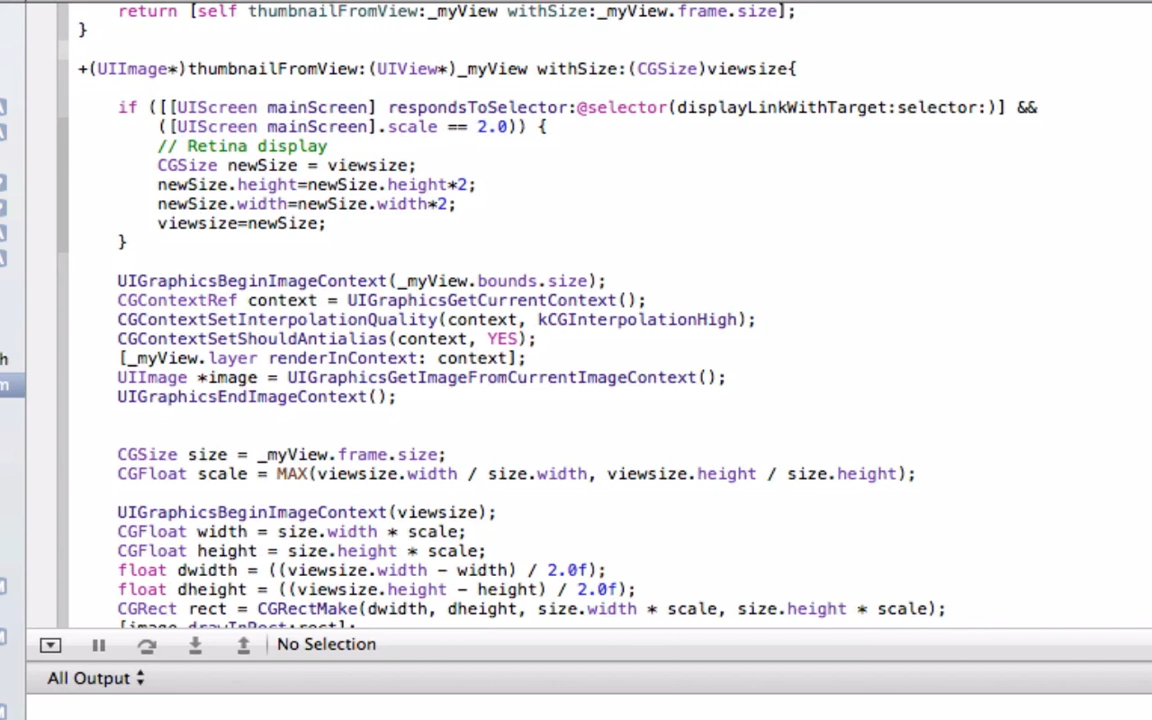 return [self thumbnailFromView:_myView withSize:_myView.frame.size];
}
+(UIImage*)thumbnailFromView:(UIView*)_myView withSize:(CGSize)viewsize{
if ([[UIScreen mainScreen] respondsToSelector:@selector(displayLinkWithTarget:selector:)] &&
([UIScreen mainScreen].scale == 2.0)) {
// Retina display
CGSize newSize = viewsize;
newSize.height=newSize.height*2;
newSize.width=newSize.width*2;
viewsize=newSize;
}
UIGraphicsBeginImageContext(_myView.bounds.size);
CGContextRef context = UIGraphicsGetCurrentContext();
CGContextSetInterpolationQuality(context, kCGInterpolationHigh);
CGContextSetShouldAntialias(context, YES);
[_myView.layer renderInContext: context];
UIImage *image = UIGraphicsGetImageFromCurrentImageContext();
UIGraphicsEndImageContext();
CGSize size = _myView.frame.size;
CGFloat scale = MAX(viewsize.width / size.width, viewsize.height / size.height);
UIGraphicsBeginImageContext(viewsize);
CGFloat width = size.width * scale;
CGFloat height = size.height * scale;
float dwidth = ((viewsize.width - width) / 2.0f);
float dheight = ((viewsize.height - height) / 2.0f);
CGRect rect = CGRectMake(dwidth, dheight, size.width * scale, size.height * scale);
[image drawInRect:rect];
No Selection
All Output